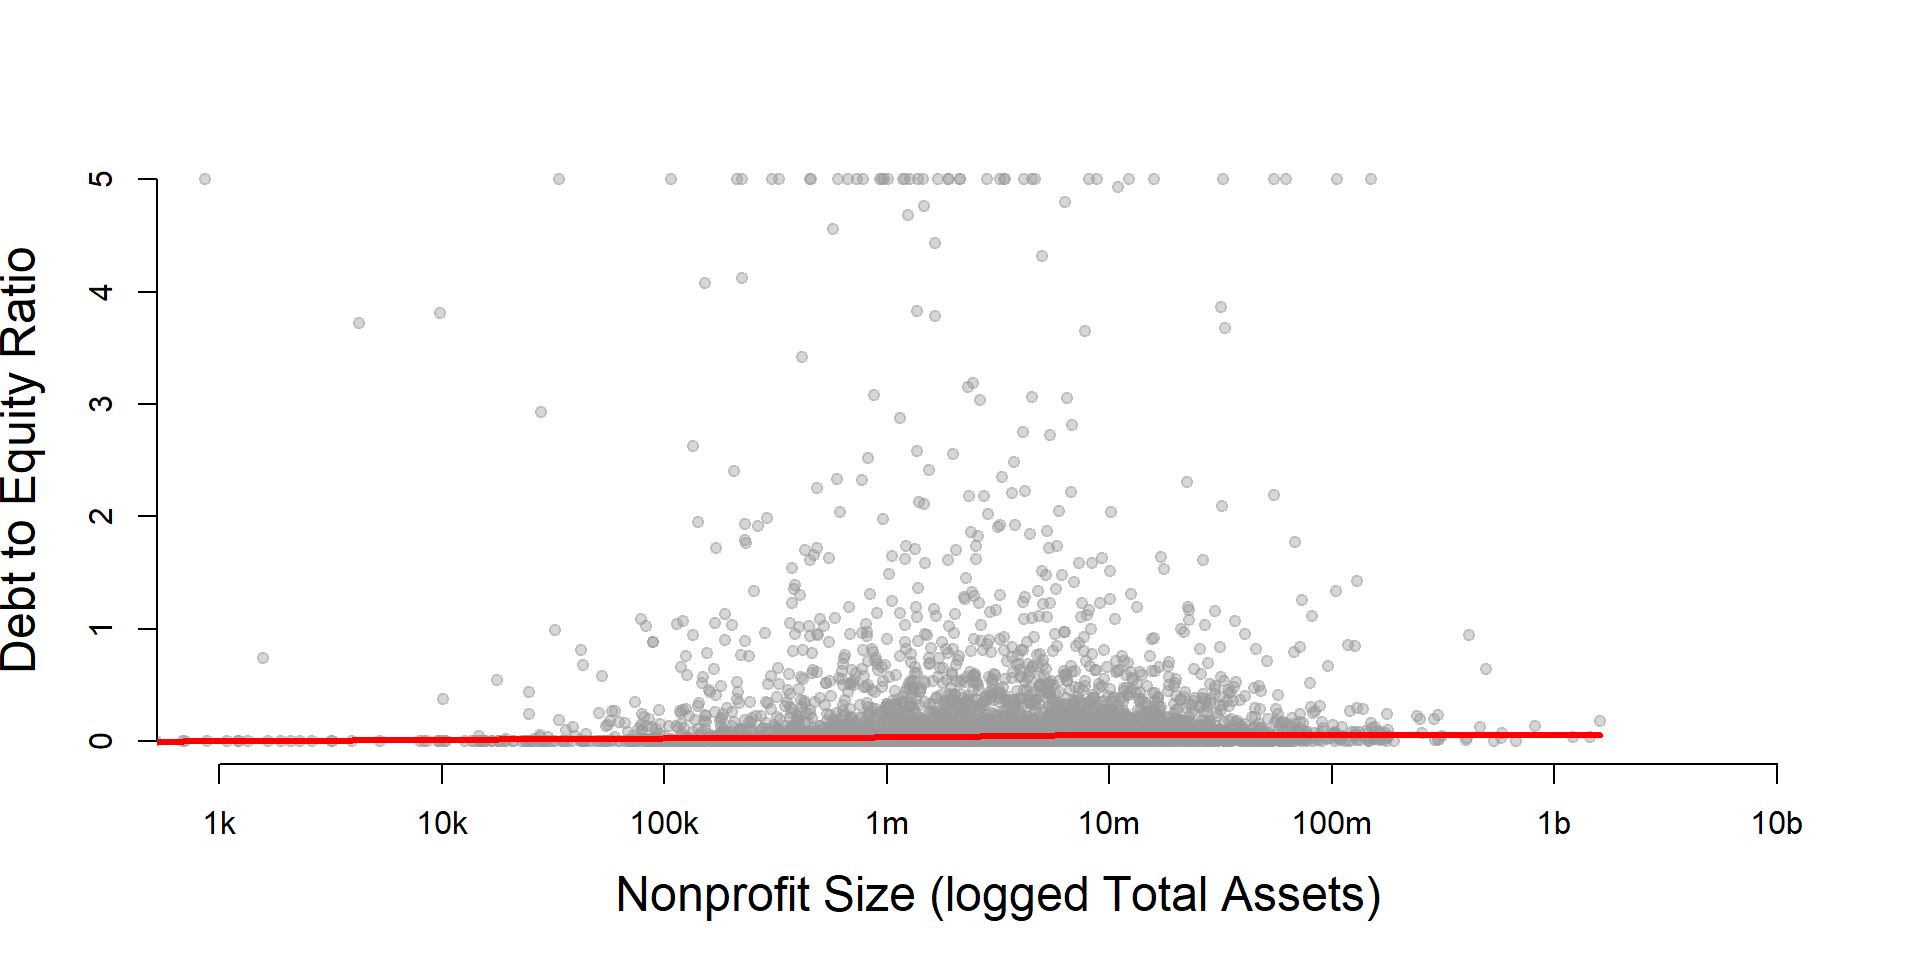 Debt to Equity Ratio
5
4
3
2
1
0
1k 10k 100k 1m 10m 100m 1b 10b
Nonprofit Size (logged Total Assets)